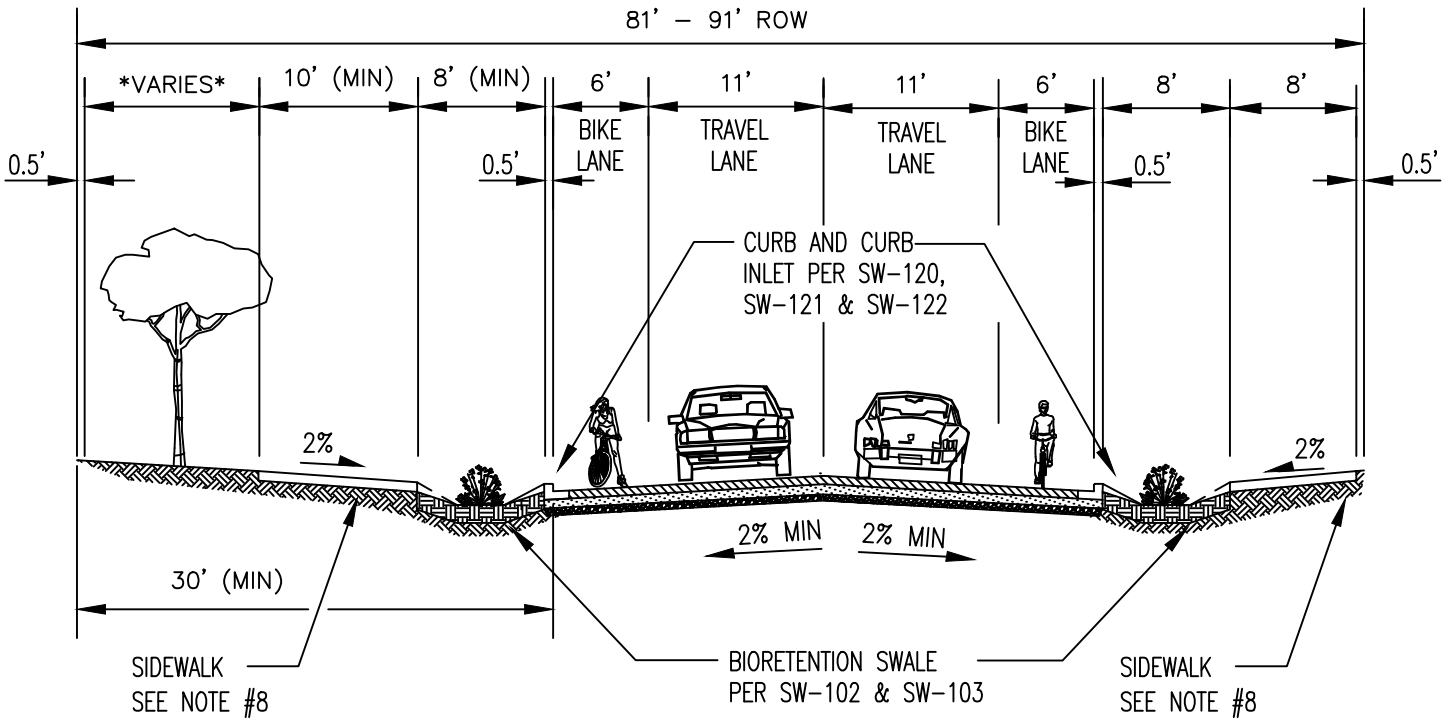 81' – 91' ROW
*VARIES*
10' (MIN)
8' (MIN)
6'
11'
11'
6'
8'
8'
BIKE
LANE
TRAVEL
LANE
TRAVEL
LANE
BIKE
LANE
0.5'
0.5'
0.5'
0.5'
CURB AND CURB
INLET PER SW–120,
SW–121 & SW–122
2%
2%
2% MIN
2% MIN
30' (MIN)
SIDEWALK
SEE NOTE #8
BIORETENTION SWALE
PER SW–102 & SW–103
SIDEWALK
SEE NOTE #8